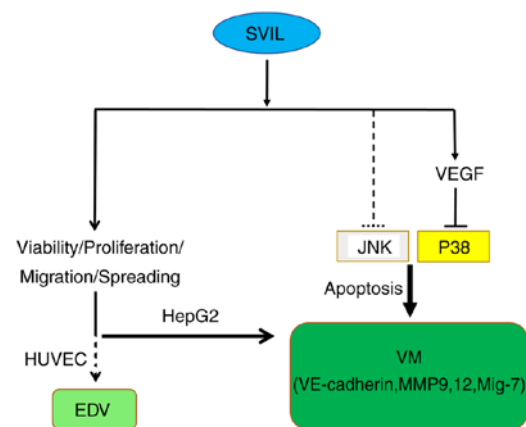 SVIL
VEGF
Viability/Proliferation/
Migration/Spreading
JNK
P38
Apoptosis
HepG2
HUVEC
EDV
VM
(VE-cadherin,MMP9,12,Mig-7)